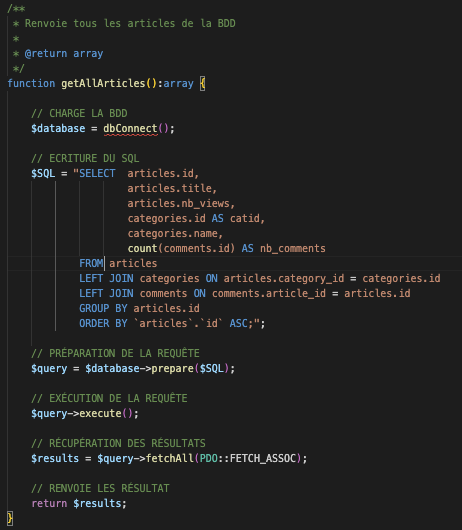 /**
 * Renvoie tous les articles de la BDD
 *
 * @return array
 */
function getAllArticles():array {
// CHARGE LA BDD
$database = dbConnect();
// ECRITURE DU SQL
$SQL = "SELECT  articles.id,
articles.title,
articles.nb_views,
categories.id AS catid,
categories.name,
count(comments.id) AS nb_comments
FROM articles
LEFT JOIN categories ON articles.category_id = categories.id
LEFT JOIN comments ON comments.article_id = articles.id
GROUP BY articles.id
ORDER BY `articles`.`id` ASC;";
// PRÉPARATION DE LA REQUÊTE
$query = $database->prepare($SQL);
// EXÉCUTION DE LA REQUÊTE
$query->execute();
// RÉCUPÉRATION DES RÉSULTATS
$results = $query->fetchAll(PDO::FETCH_ASSOC);
// RENVOIE LES RÉSULTAT
return $results;
}